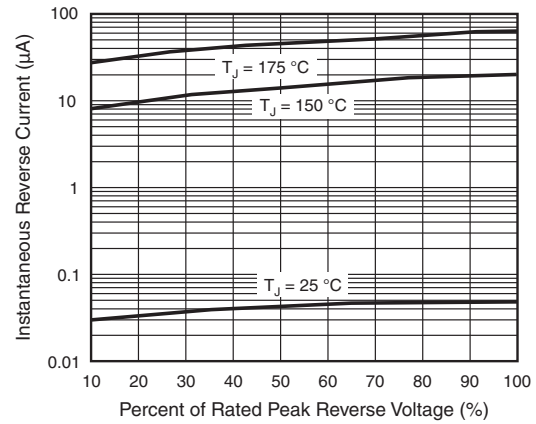 Instantaneous Reverse Current (µA)
100
10
1
0.1
0.01
T_J = 175 °C
T_J = 150 °C
T_J = 25 °C
10 20 30 40 50 60 70 80 90 100
Percent of Rated Peak Reverse Voltage (%)